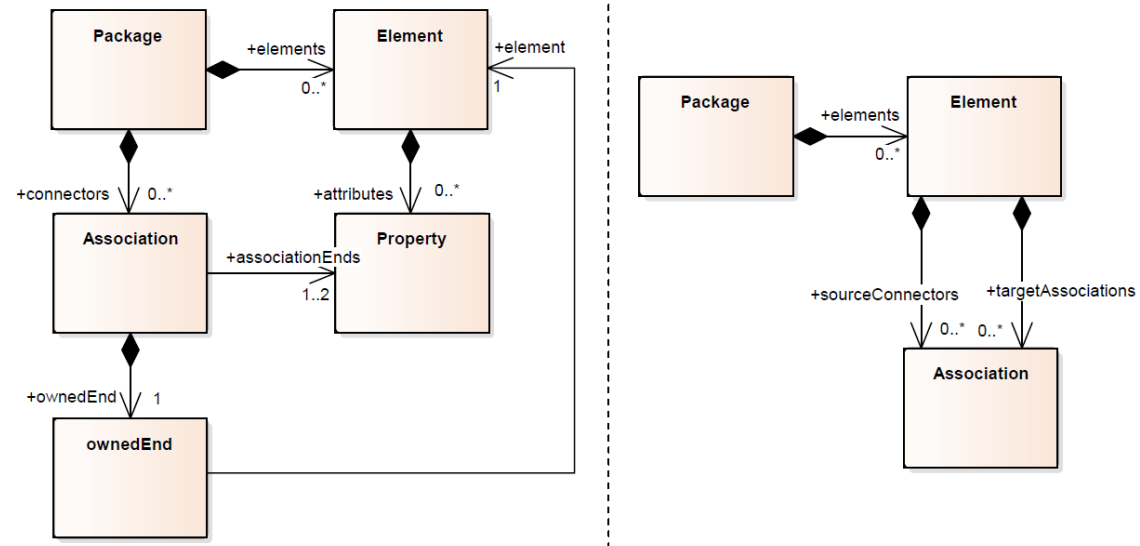 Package
Element
+elements
0..*
+element
1
+connectors
0..*
+attributes
0..*
Association
Property
+associationEnds
1..2
+ownedEnd
1
ownedEnd
Package
Element
+elements
0..*
+sourceConnectors
+targetAssociations
0..*
0..*
Association